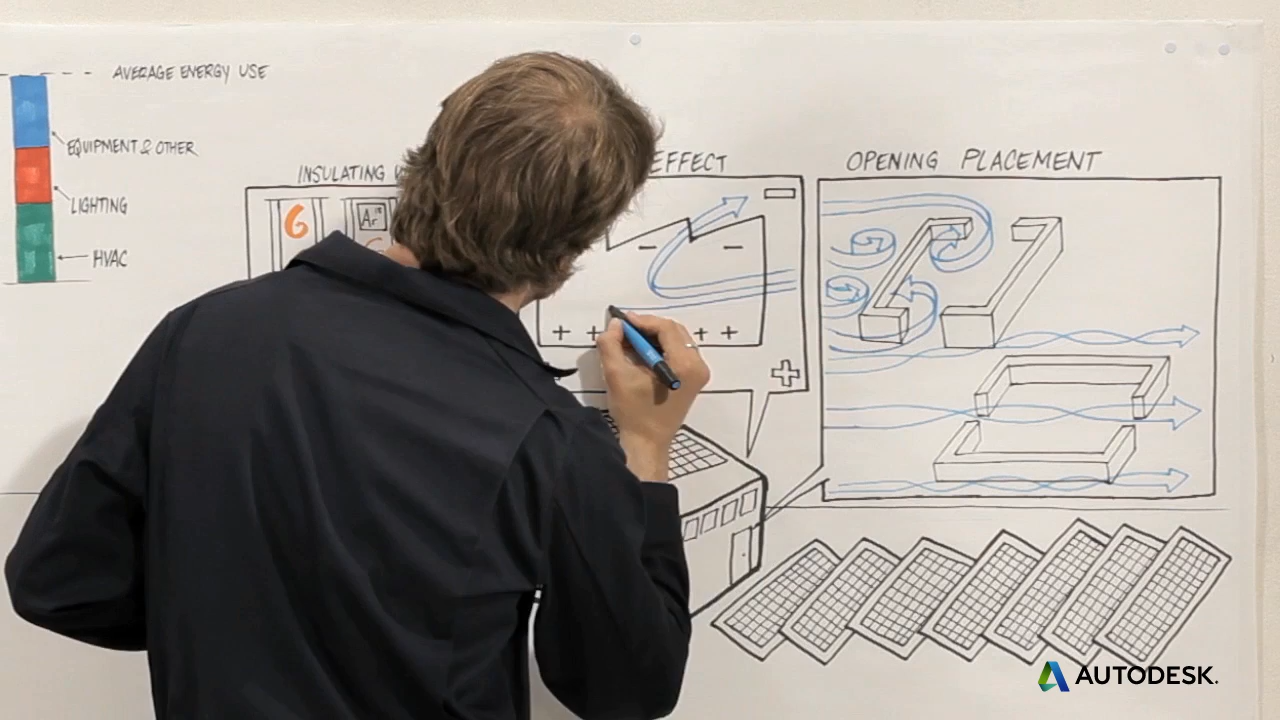 AVERAGE ENERGY USE
EQUIPMENT & OTHER
LIGHTING
HVAC
INSULATING
EFFECT
OPENING PLACEMENT
6
Ar
AUTODESK.